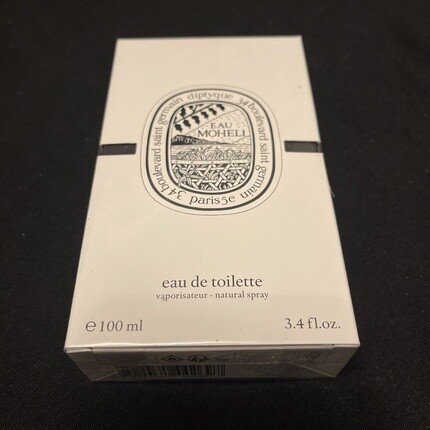 34 boulevard saint germain diptyque 34 boulevard saint germain
EAU
MOHELI
paris5e
eau de toilette
vaporisateur - natural spray
℮ 100 ml
3.4 fl.oz.